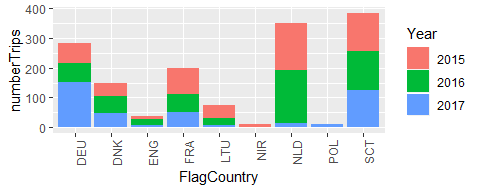 numberTrips
400
300
200
100
0
DEU
DNK
ENG
FRA
LTU
NIR
NLD
POL
SCT
FlagCountry
Year
2015
2016
2017